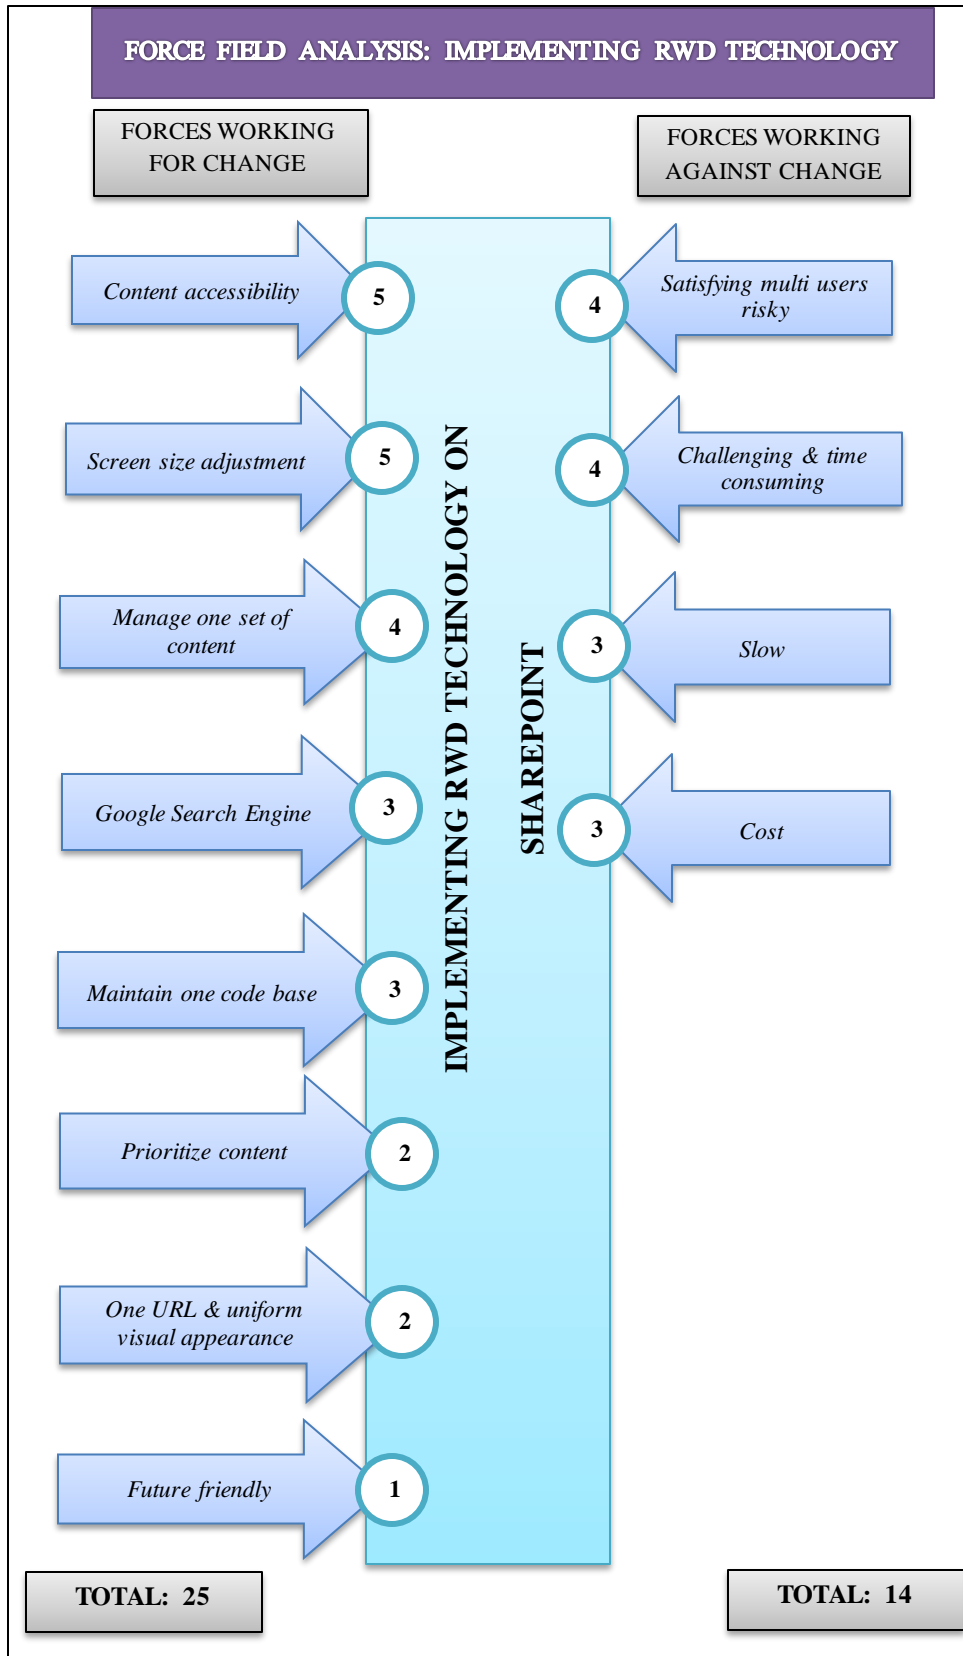 FORCE FIELD ANALYSIS: IMPLEMENTING RWD TECHNOLOGY
FORCES WORKING
FOR CHANGE
FORCES WORKING
AGAINST CHANGE
Content accessibility
5
Screen size adjustment
5
Manage one set of
content
4
Google Search Engine
3
Maintain one code base
3
Prioritize content
2
One URL & uniform
visual appearance
2
Future friendly
1
IMPLEMENTING RWD TECHNOLOGY ON
SHAREPOINT
4
Satisfying multi users
risky
4
Challenging & time
consuming
3
Slow
3
Cost
TOTAL: 25
TOTAL: 14